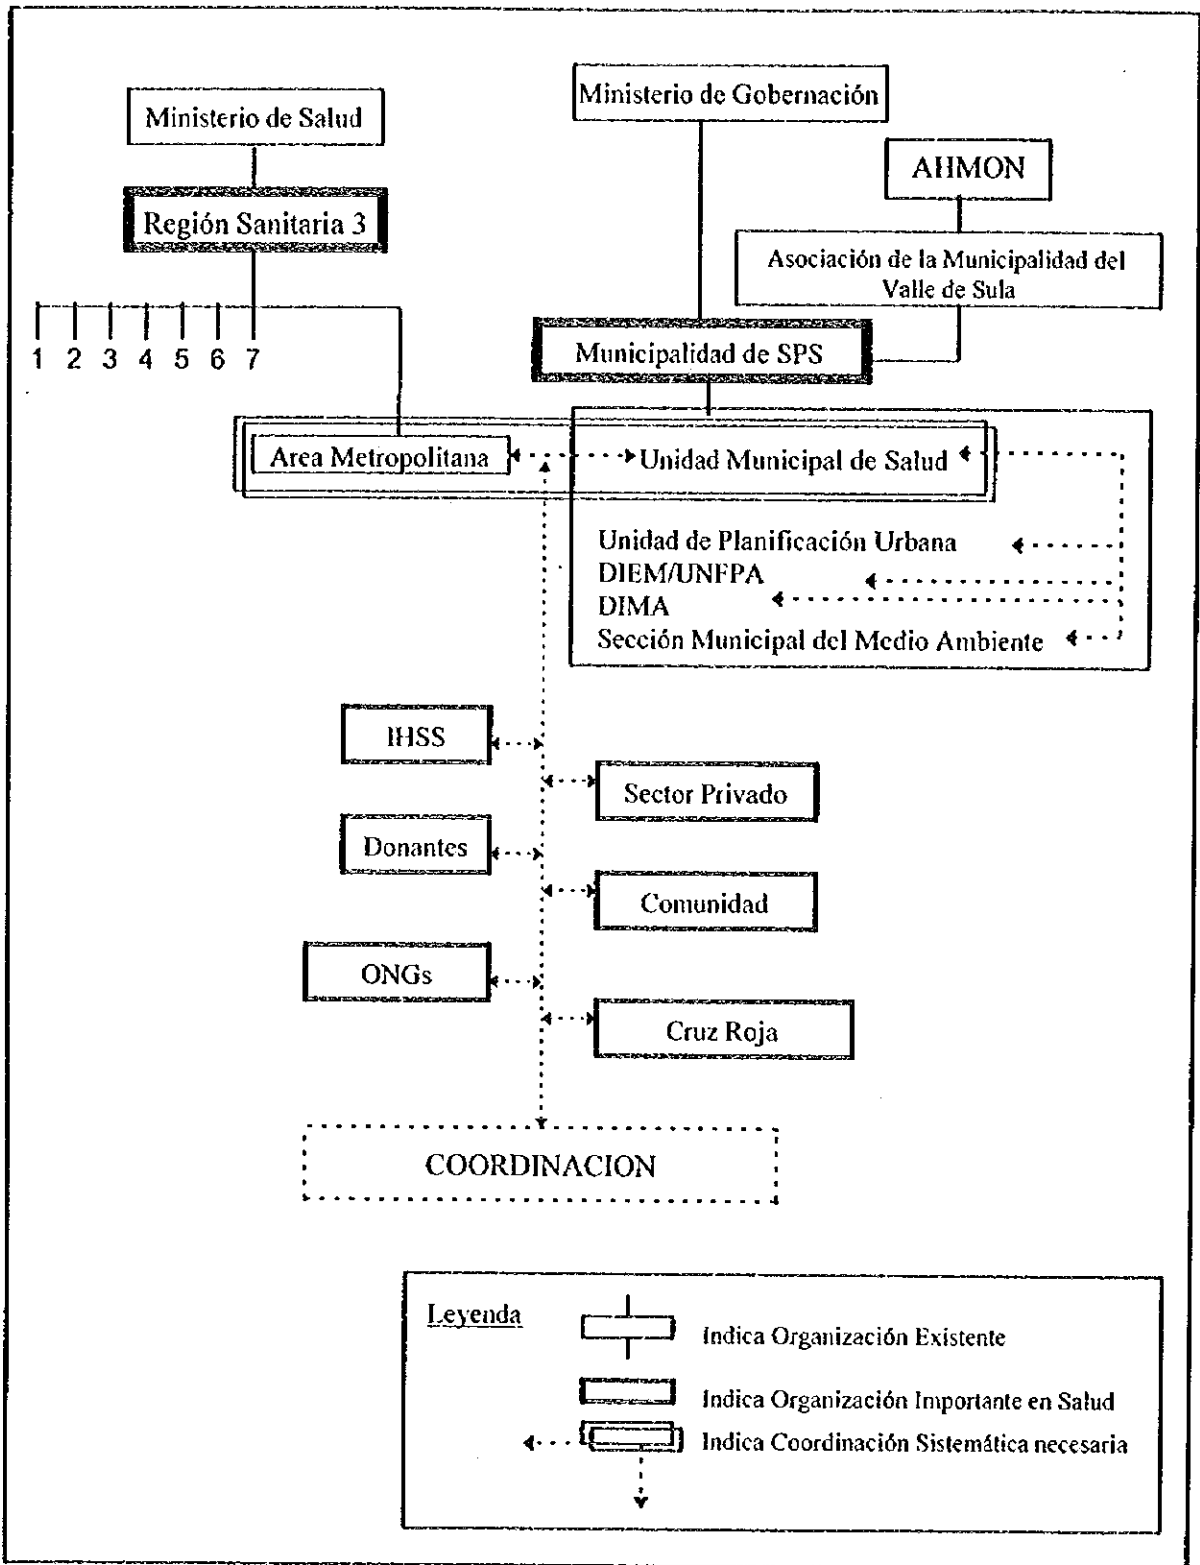 Ministerio de Salud
Ministerio de Gobernación
AHMON
Región Sanitaria 3
Asociación de la Municipalidad del
Valle de Sula
1 2 3 4 5 6 7
Municipalidad de SPS
Area Metropolitana
Unidad Municipal de Salud
Unidad de Planificación Urbana
DIEM/UNFPA
DIMA
Sección Municipal del Medio Ambiente
IHSS
Sector Privado
Donantes
Comunidad
ONGs
Cruz Roja
COORDINACION
Leyenda
Indica Organización Existente
Indica Organización Importante en Salud
Indica Coordinación Sistemática necesaria